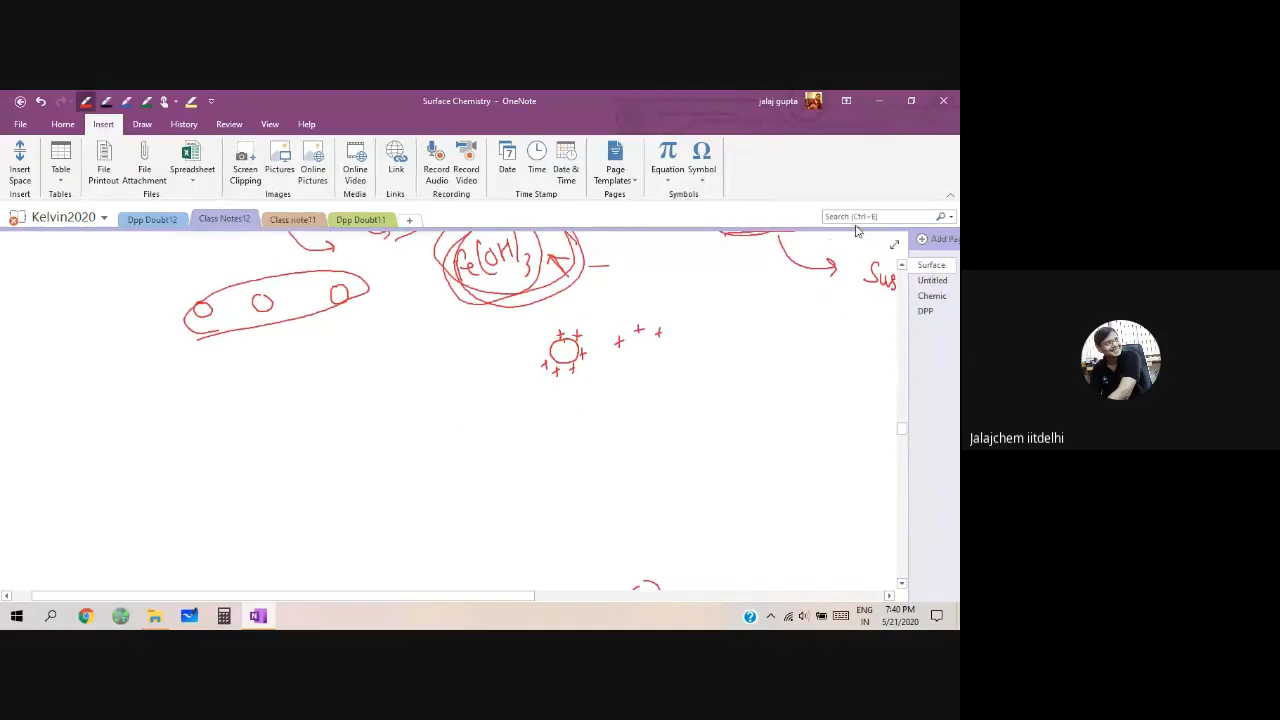 Surface Chemistry - OneNote
jalaj gupta
File Home Insert Draw History Review View Help
Insert Space
Table
File Printout
File Attachment
Spreadsheet
Screen Clipping
Pictures
Online Pictures
Online Video
Link
Record Audio
Record Video
Date
Time
Date & Time
Page Templates
Equation
Symbol
Insert Tables Files Images Media Links Recording Time Stamp Pages Symbols
Kelvin2020 Dpp Doubt12 Class Notes12 Class note11 Dpp Doubt11 +
Search (Ctrl+E)
Add Pag
Surface
Untitled
Chemic
DPP
Fe(OH)3 —
Sus
+ + + + + + +
+ + +
Jalajchem iitdelhi
ENG IN
7:40 PM
5/21/2020